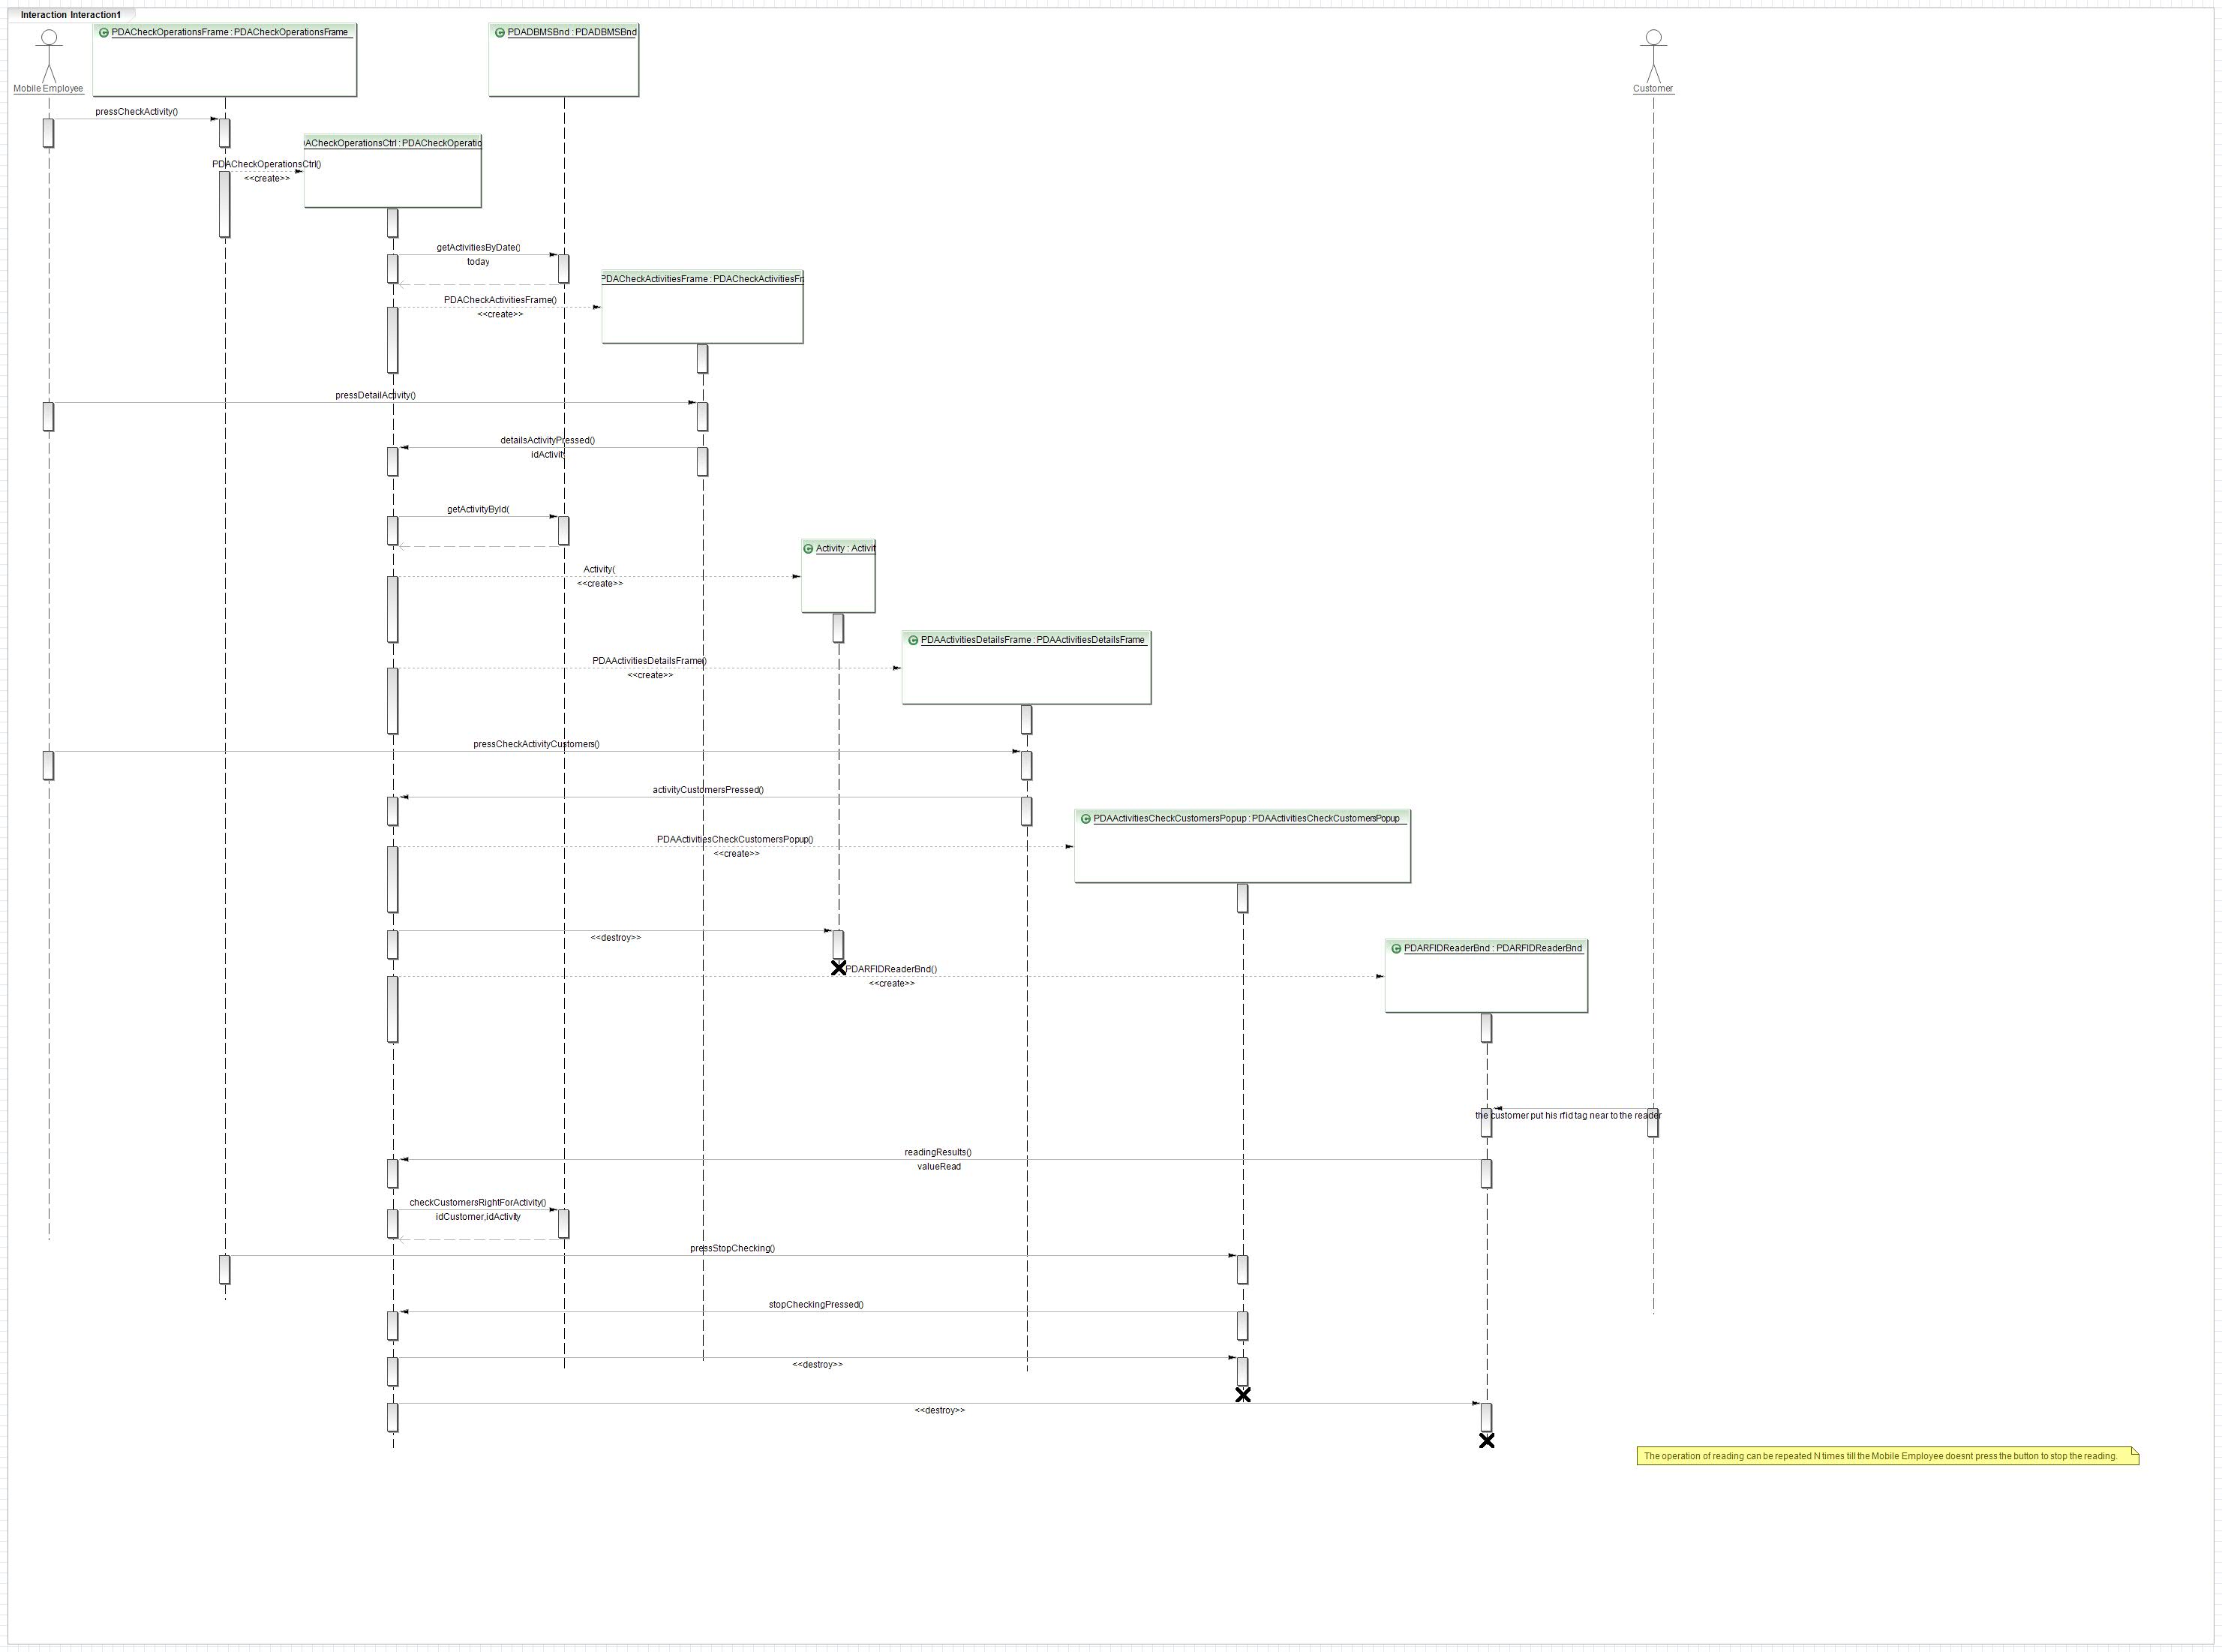 Interaction Interaction1
PDACheckOperationsFrame : PDACheckOperationsFrame
PDADBMSBnd : PDADBMSBnd
Mobile Employee
Customer
pressCheckActivity()
ACheckOperationsCtrl : PDACheckOperatio
PDACheckOperationsCtrl()
<<create>>
getActivitiesByDate()
today
PDACheckActivitiesFrame : PDACheckActivitiesFr
PDACheckActivitiesFrame()
<<create>>
pressDetailActivity()
detailsActivityPressed()
idActivit
getActivityById(
Activity : Activit
Activity(
<<create>>
PDAActivitiesDetailsFrame : PDAActivitiesDetailsFrame
PDAActivitiesDetailsFrame()
<<create>>
pressCheckActivityCustomers()
activityCustomersPressed()
PDAActivitiesCheckCustomersPopup : PDAActivitiesCheckCustomersPopup
PDAActivitiesCheckCustomersPopup()
<<create>>
<<destroy>>
PDARFIDReaderBnd : PDARFIDReaderBnd
PDARFIDReaderBnd()
<<create>>
the customer put his rfid tag near to the reader
readingResults()
valueRead
checkCustomersRightForActivity()
idCustomer,idActivity
pressStopChecking()
stopCheckingPressed()
<<destroy>>
<<destroy>>
The operation of reading can be repeated N times till the Mobile Employee doesnt press the button to stop the reading.